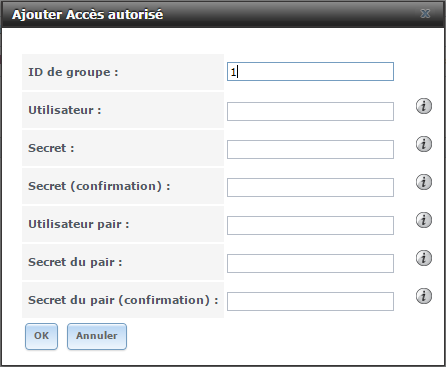 Ajouter Accès autorisé
ID de groupe : 1
Utilisateur :
Secret :
Secret (confirmation) :
Utilisateur pair :
Secret du pair :
Secret du pair (confirmation) :
OK Annuler